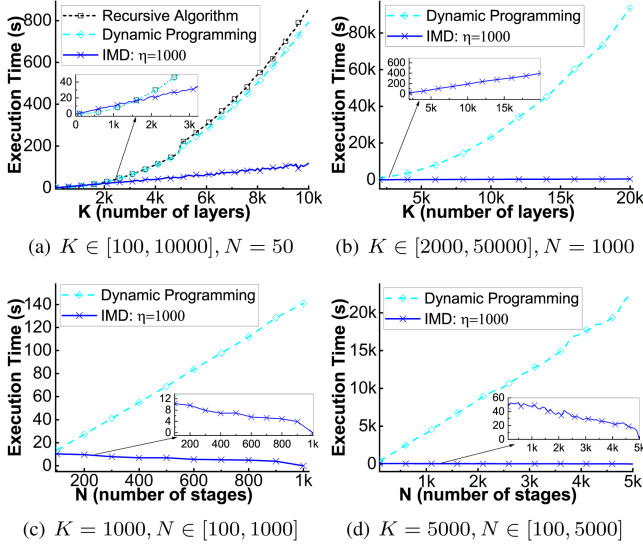 Execution Time (s)
800
600
400
200
0
Recursive Algorithm
Dynamic Programming
IMD: η=1000
40
20
0
0 1k 2k 3k
0 2k 4k 6k 8k 10k
K (number of layers)
(a) K ∈ [100, 10000], N = 50
Execution Time (s)
80k
60k
40k
20k
0
Dynamic Programming
IMD: η=1000
600
400
200
0
5k 10k 15k
5k 10k 15k 20k
K (number of layers)
(b) K ∈ [2000, 50000], N = 1000
Execution Time (s)
140
120
100
80
60
40
20
0
Dynamic Programming
IMD: η=1000
12
8
4
0
200 400 600 800 1k
200 400 600 800 1k
N (number of stages)
(c) K = 1000, N ∈ [100, 1000]
Execution Time (s)
20k
15k
10k
5k
0
Dynamic Programming
IMD: η=1000
60
40
20
0
1k 2k 3k 4k 5k
1k 2k 3k 4k 5k
N (number of stages)
(d) K = 5000, N ∈ [100, 5000]